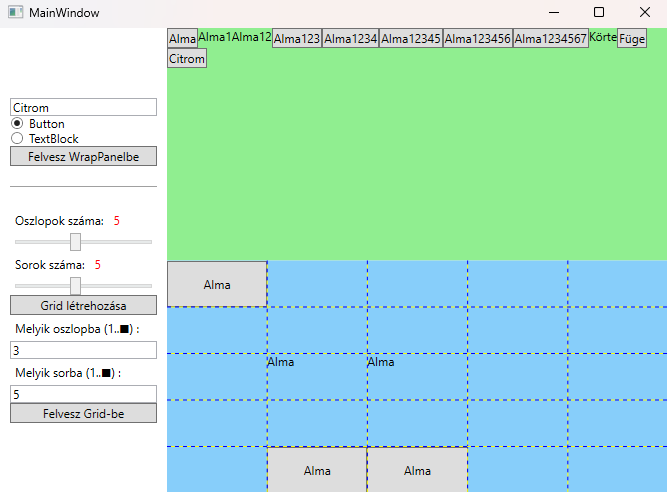 MainWindow
Alma Alma1 Alma12 Alma123 Alma1234 Alma12345 Alma123456 Alma1234567 Körte Füge
Citrom
Citrom
Button
TextBlock
Felvesz WrapPanelbe
Oszlopok száma: 5
Sorok száma: 5
Grid létrehozása
Melyik oszlopba (1..■) :
3
Melyik sorba (1..■) :
5
Felvesz Grid-be
Alma
Alma Alma
Alma Alma